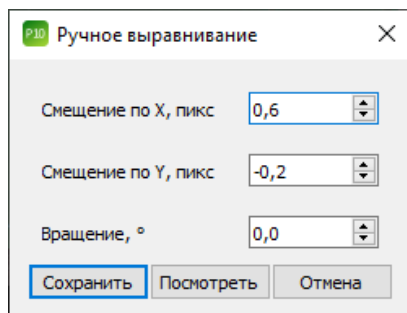 P10 Ручное выравнивание
Смещение по X, пикс 0,6
Смещение по Y, пикс -0,2
Вращение, ° 0,0
Сохранить Посмотреть Отмена